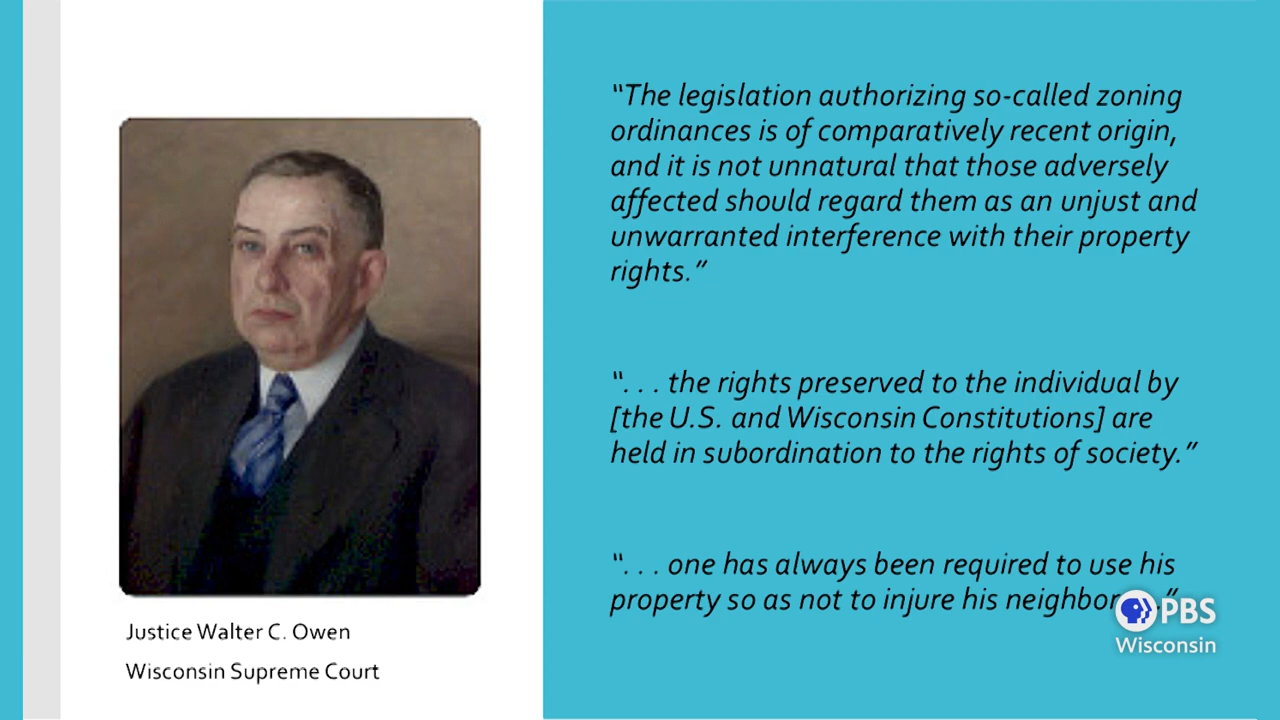 “The legislation authorizing so-called zoning
ordinances is of comparatively recent origin,
and it is not unnatural that those adversely
affected should regard them as an unjust and
unwarranted interference with their property
rights.”
“. . . the rights preserved to the individual by
[the U.S. and Wisconsin Constitutions] are
held in subordination to the rights of society.”
“. . . one has always been required to use his
property so as not to injure his neighbor . .”
Justice Walter C. Owen
Wisconsin Supreme Court
PBS
Wisconsin